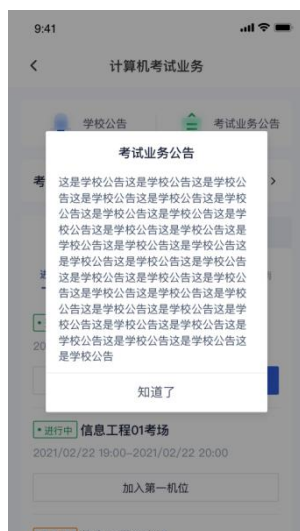 9:41
计算机考试业务
学校公告
考试业务公告
考试业务公告
考
这是学校公告这是学校公告这是学校公
告这是学校公告这是学校公告这是学校
公告这是学校公告这是学校公告这是学
校公告这是学校公告这是学校公告这是
学校公告这是学校公告这是学校公告这
是学校公告这是学校公告这是学校公告
这是学校公告这是学校公告这是学校公
告这是学校公告这是学校公告这是学校
公告这是学校公告这是学校公告这是学
校公告这是学校公告这是学校公告这是
学校公告这是学校公告这是学校公告这
是学校公告
20
知道了
•进行中 信息工程01考场
2021/02/22 19:00–2021/02/22 20:00
加入第一机位